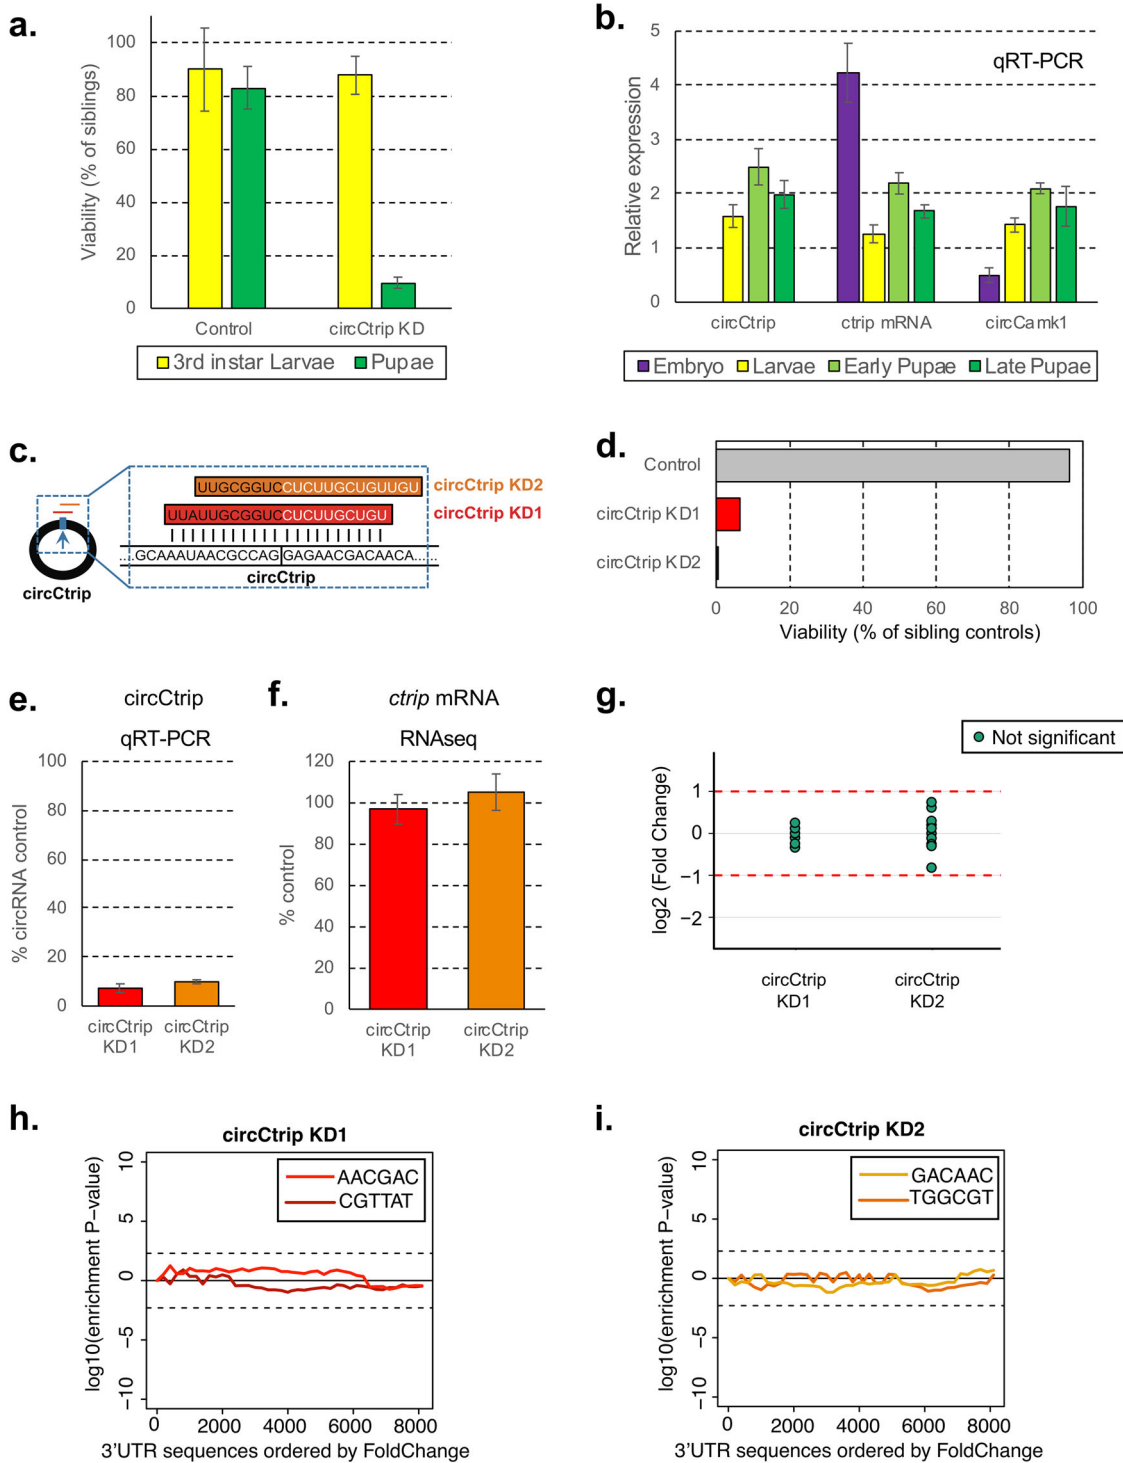 a.
Viability (% of siblings)
100
80
60
40
20
0
Control
circCtrip KD
3rd instar Larvae
Pupae
b.
qRT-PCR
Relative expression
5
4
3
2
1
0
circCtrip
ctrip mRNA
circCamk1
Embryo
Larvae
Early Pupae
Late Pupae
c.
UUGCGGUCCUCUUGCUGUUGU
circCtrip KD2
UUAUUGCGGUCCUCUUGCUGU
circCtrip KD1
....GCAAAUAACGCCAG GAGAACGACAACA.....
circCtrip
circCtrip
d.
Control
circCtrip KD1
circCtrip KD2
0
20
40
60
80
100
Viability (% of sibling controls)
e.
circCtrip
qRT-PCR
% circRNA control
100
80
60
40
20
0
circCtrip
KD1
circCtrip
KD2
f.
ctrip mRNA
RNAseq
% control
120
100
80
60
40
20
0
circCtrip
KD1
circCtrip
KD2
g.
Not significant
log2 (Fold Change)
1
0
−1
−2
circCtrip
KD1
circCtrip
KD2
h.
circCtrip KD1
log10(enrichment P−value)
10
5
0
−5
−10
AACGAC
CGTTAT
0
2000
4000
6000
8000
3’UTR sequences ordered by FoldChange
i.
circCtrip KD2
log10(enrichment P−value)
10
5
0
−5
−10
GACAAC
TGGCGT
0
2000
4000
6000
8000
3’UTR sequences ordered by FoldChange